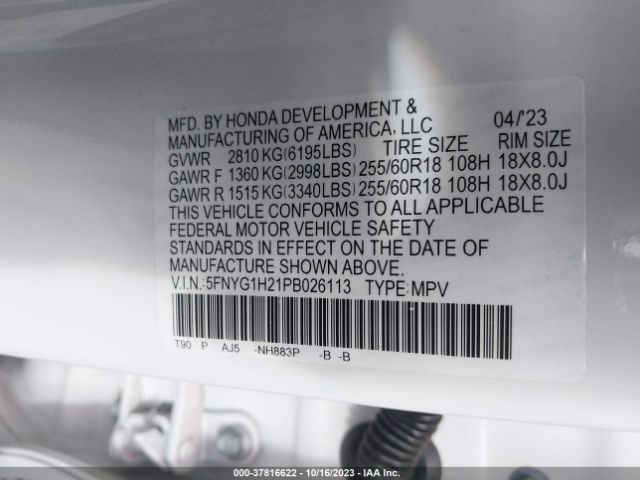 MFD. BY HONDA DEVELOPMENT & 04/'23
MANUFACTURING OF AMERICA, LLC
GVWR 2810 KG(6195LBS) TIRE SIZE RIM SIZE
GAWR F 1360 KG(2998LBS) 255/60R18 108H 18X8.0J
GAWR R 1515 KG(3340LBS) 255/60R18 108H 18X8.0J
THIS VEHICLE CONFORMS TO ALL APPLICABLE
FEDERAL MOTOR VEHICLE SAFETY
STANDARDS IN EFFECT ON THE DATE OF
MANUFACTURE SHOWN ABOVE.
V.I.N.:5FNYG1H21PB026113 TYPE:MPV
T90 P AJ5 -NH883P -B -B
000-37816622 | 10/16/2023 | IAA Inc.